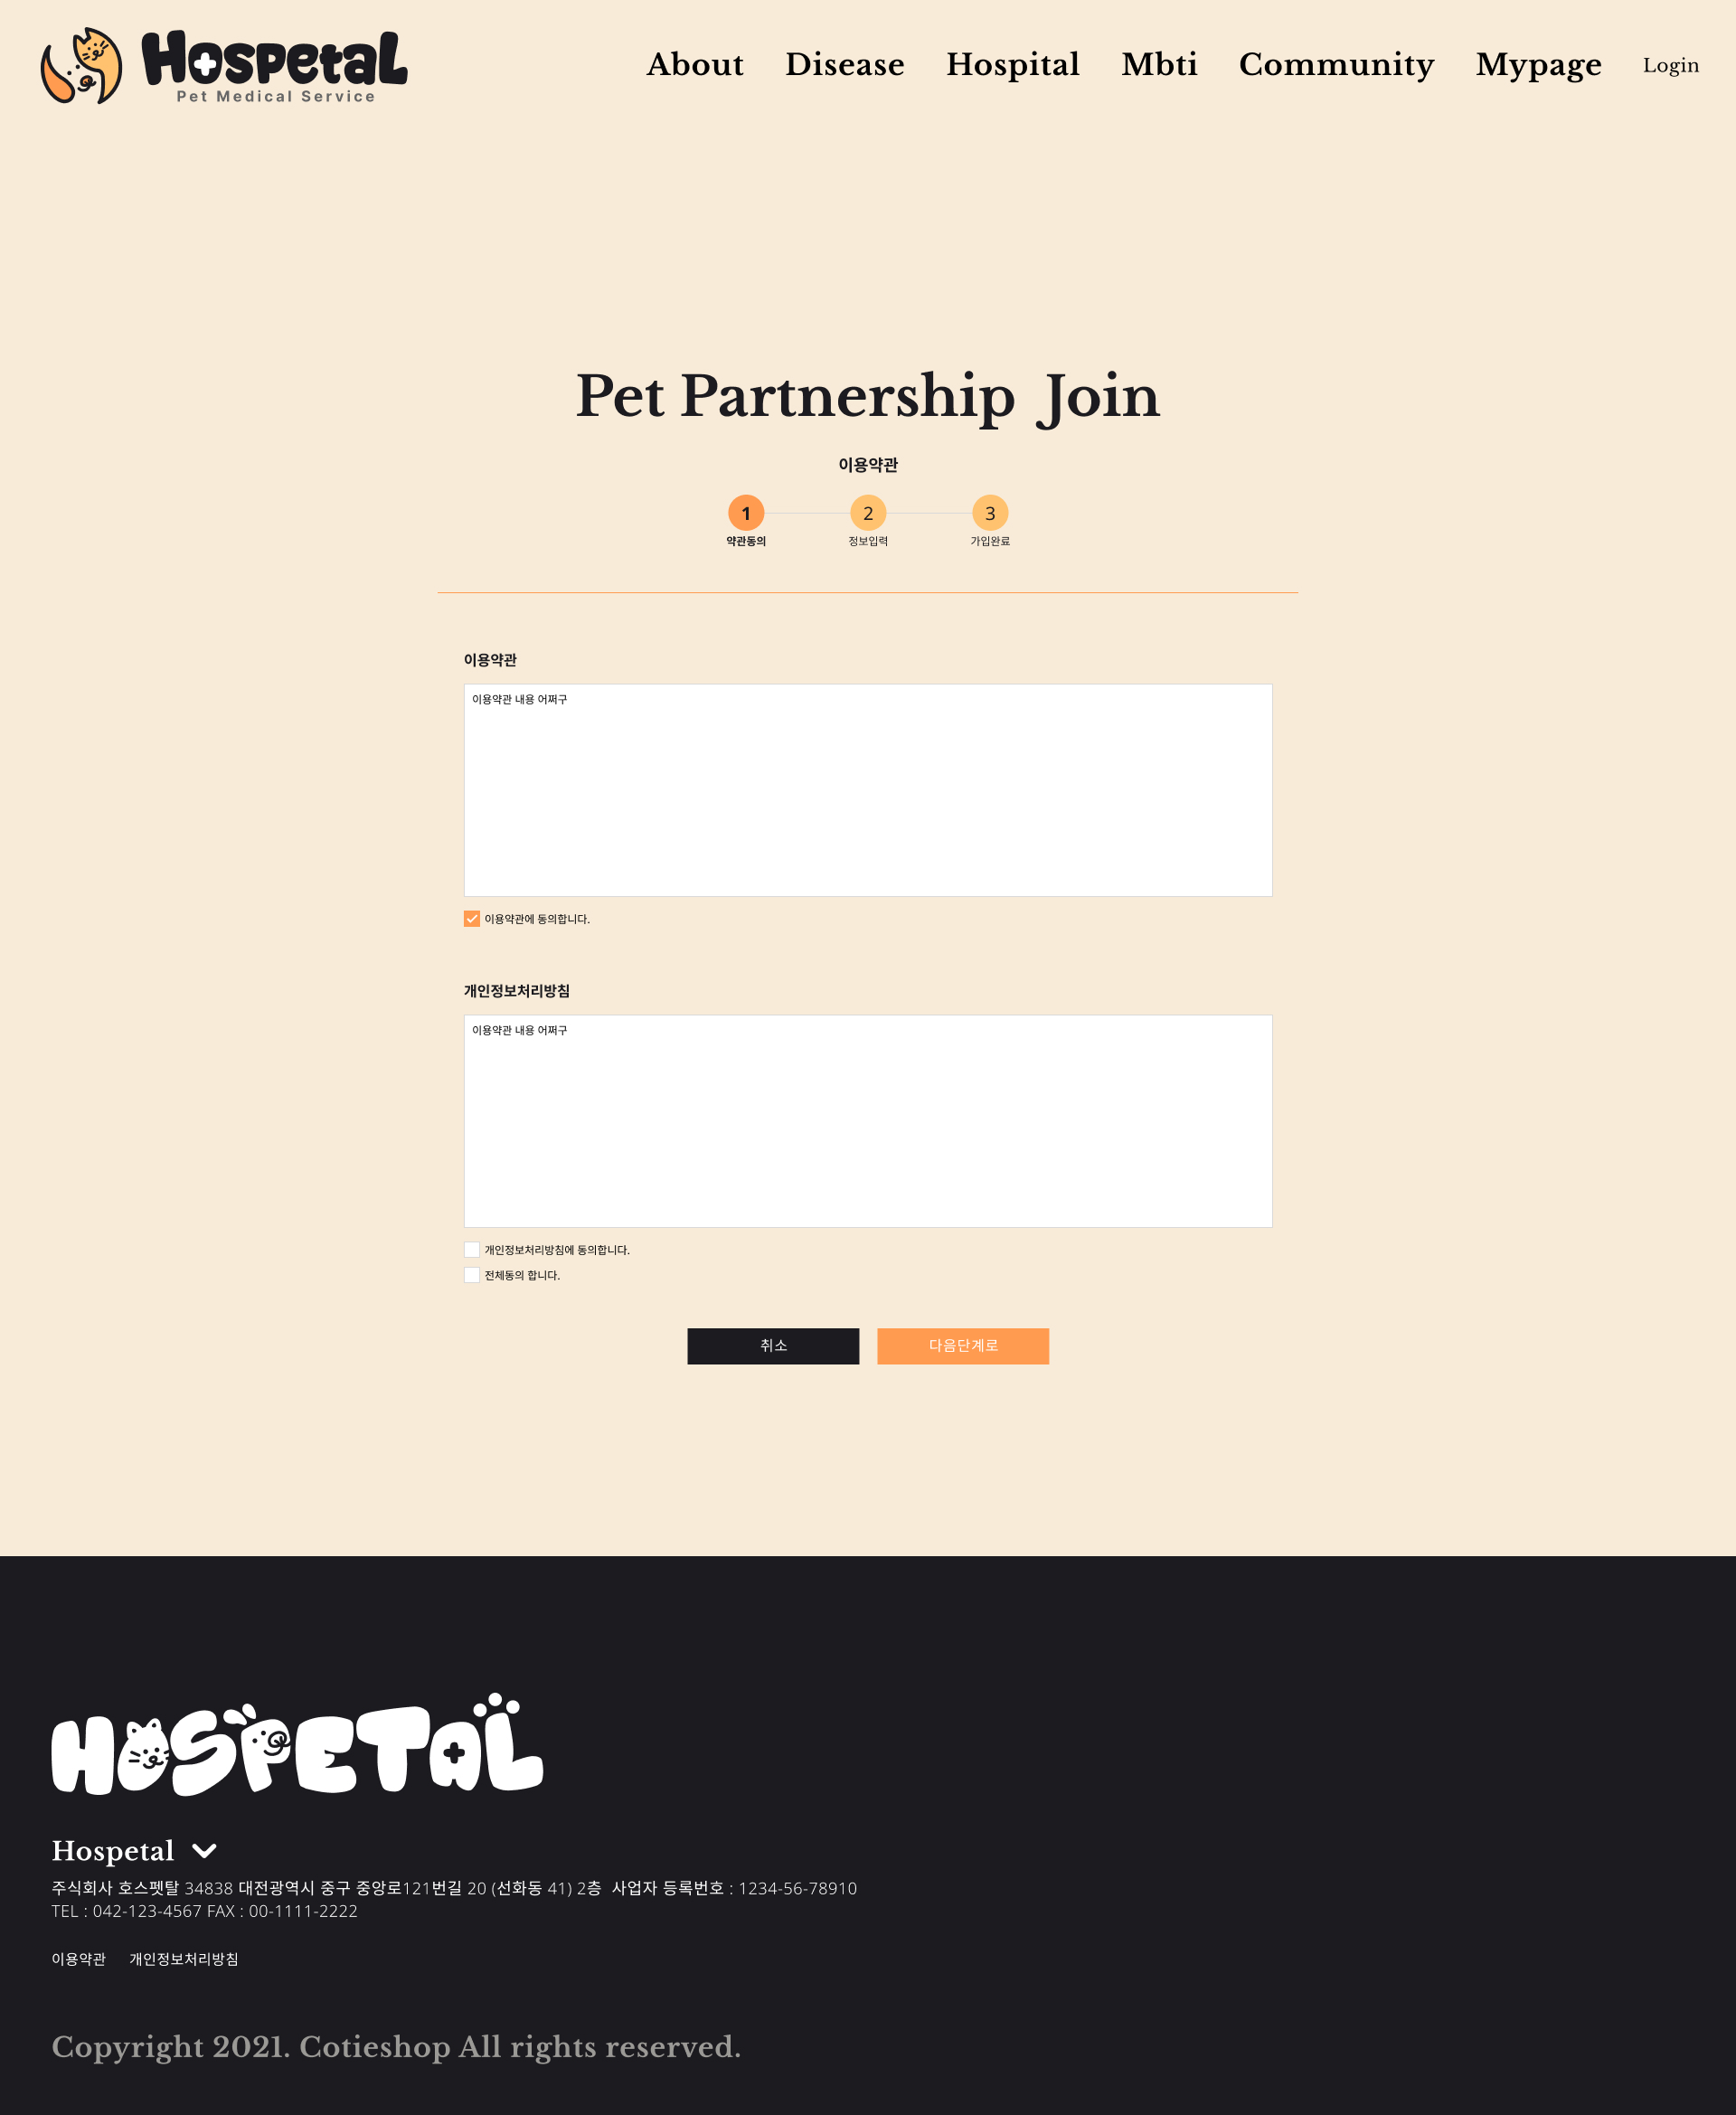 Hospetal
Pet Medical Service
About Disease Hospital Mbti Community Mypage Login
Pet Partnership Join
이용약관
1 2 3
약관동의 정보입력 가입완료
이용약관
이용약관 내용 어쩌구
이용약관에 동의합니다.
개인정보처리방침
이용약관 내용 어쩌구
개인정보처리방침에 동의합니다.
전체동의 합니다.
취소 다음단계로
HOSPETAL
Hospetal
주식회사 호스펫탈 34838 대전광역시 중구 중앙로121번길 20 (선화동 41) 2층 사업자 등록번호 : 1234-56-78910
TEL : 042-123-4567 FAX : 00-1111-2222
이용약관 개인정보처리방침
Copyright 2021. Cotieshop All rights reserved.